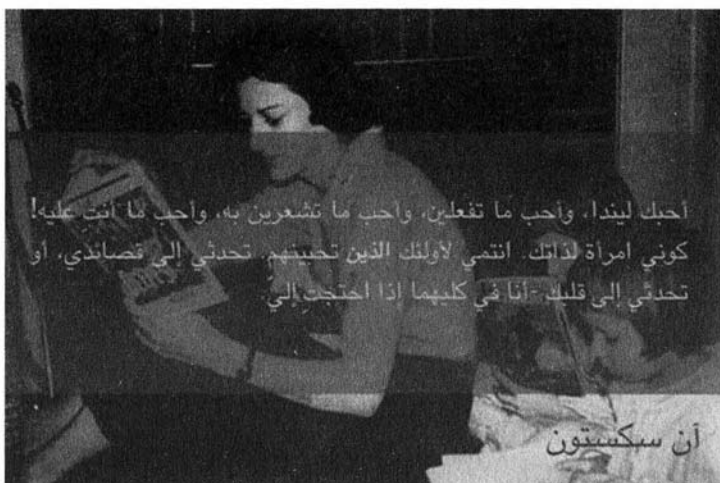 أحبك ليندا، وأحب ما تفعلين، وأحب ما تشعرين به، وأحب ما أنتِ عليه!
كوني امرأة لذاتك. انتمي لأولئك الذين تحبينهم. تحدثي إلى قصائدي، أو
تحدثي إلى قلبك -أنا في كليهما إذا احتجتِ إليّ.
آن سكستون